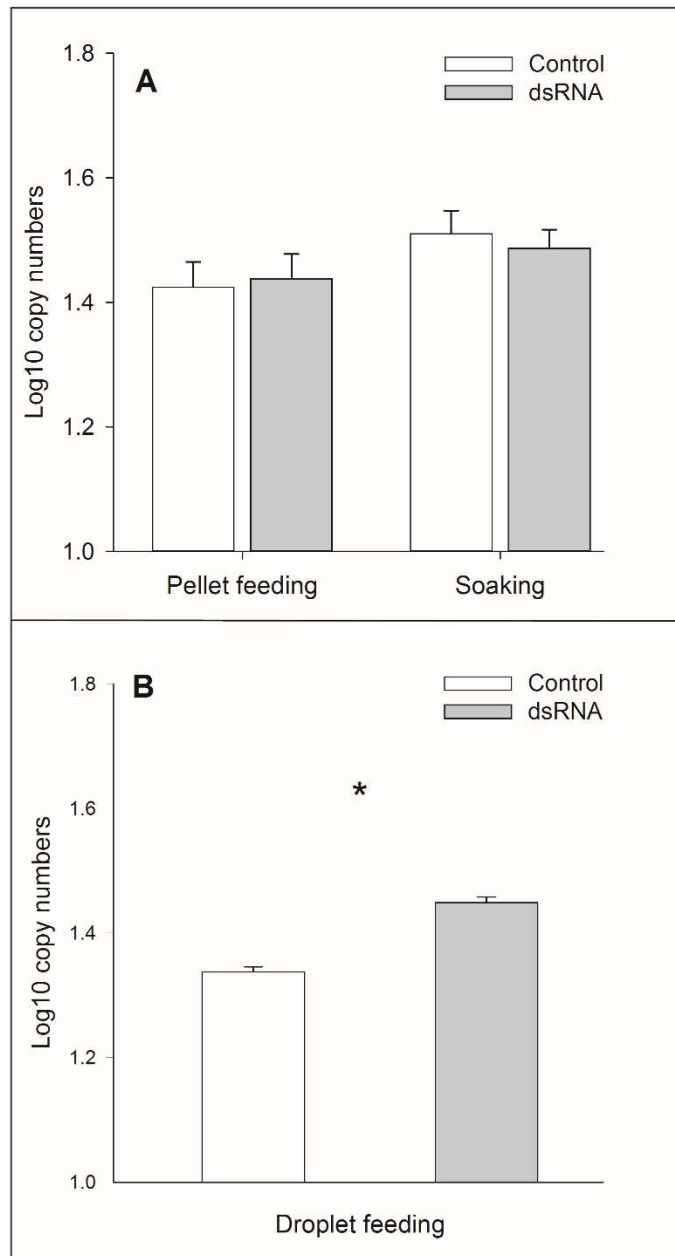 A
Control
dsRNA
Log10 copy numbers
1.8
1.6
1.4
1.2
1.0
Pellet feeding Soaking
B
Control
dsRNA
Log10 copy numbers
1.8
1.6
*
1.4
1.2
1.0
Droplet feeding